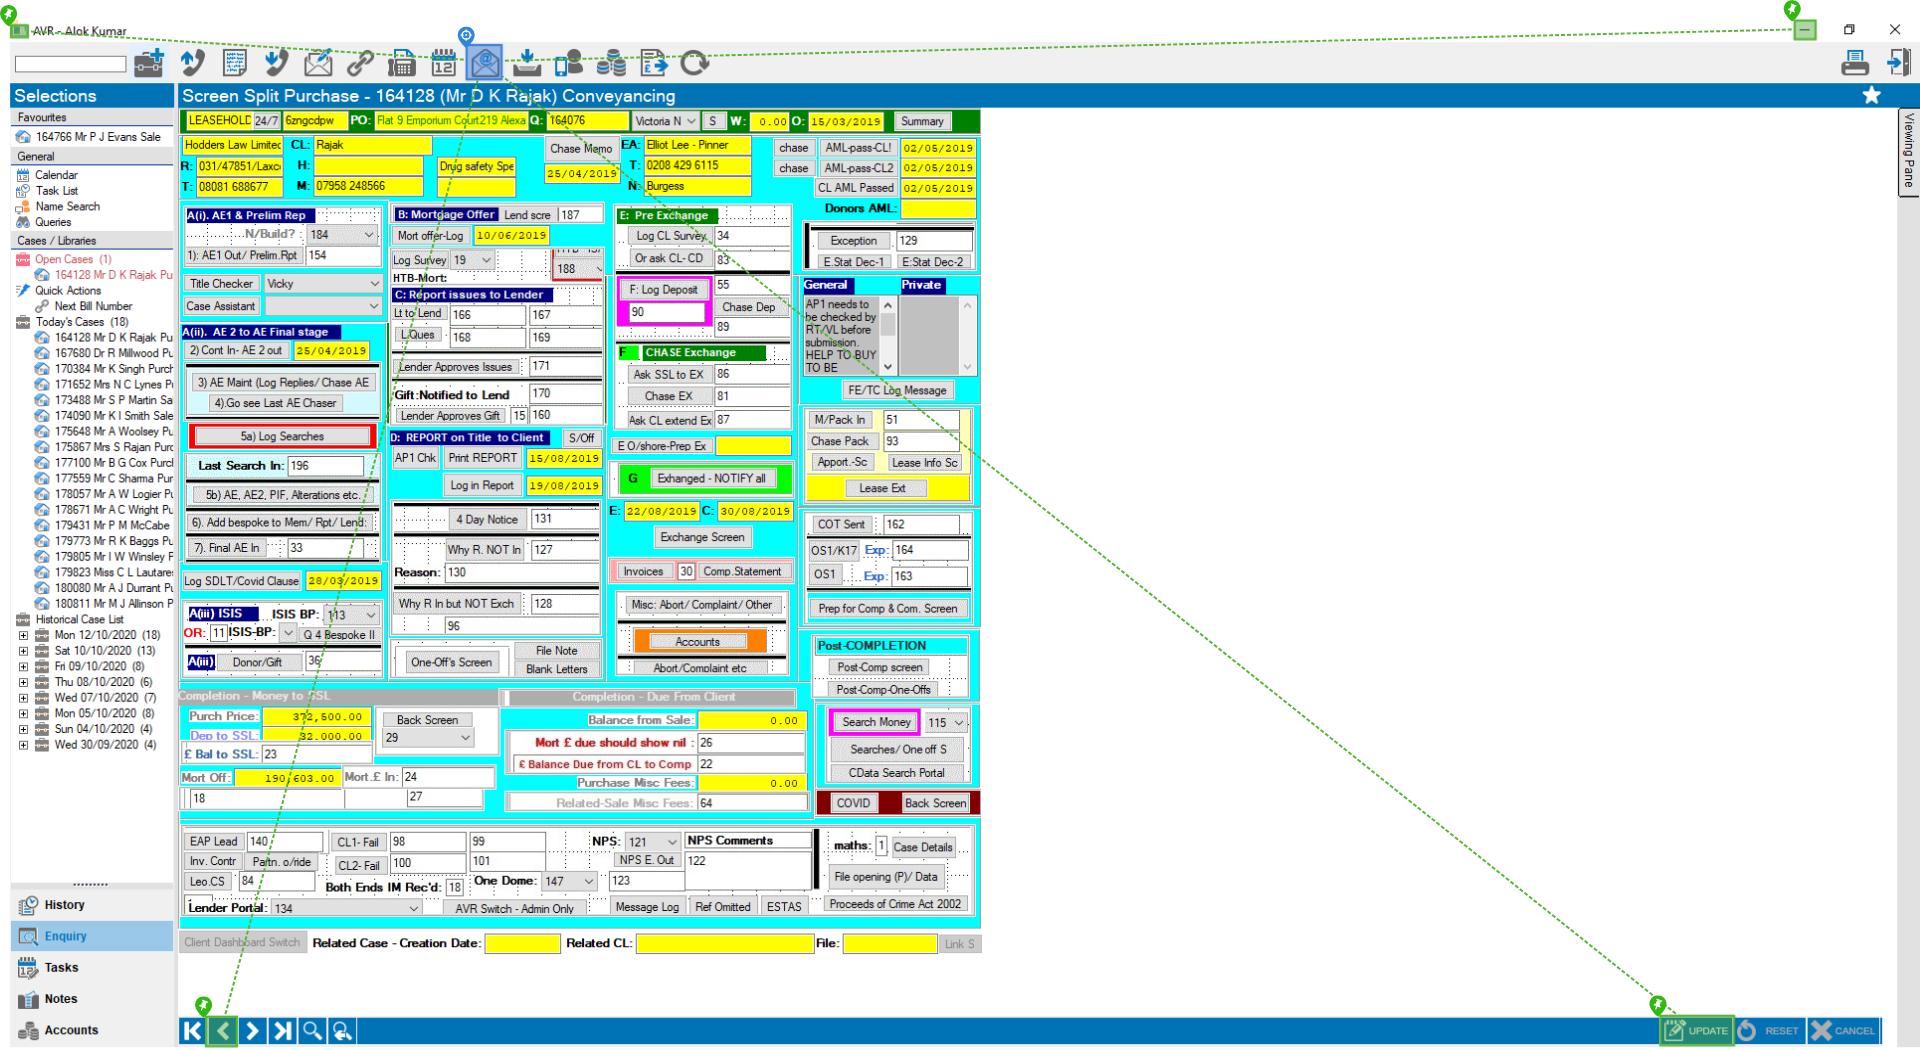 AVR - Alok Kumar
Selections
Screen Split Purchase - 164128 (Mr D K Rajak) Conveyancing
Favourites
164766 Mr P J Evans Sale
General
Calendar
Task List
Name Search
Queries
Cases / Libraries
Open Cases (1)
164128 Mr D K Rajak Pu
Quick Actions
Next Bill Number
Today's Cases (18)
164128 Mr D K Rajak Pu
167680 Dr R Millwood Pu
170384 Mr K Singh Purch
171652 Mrs N C Lynes Pu
173488 Mr S P Martin Sa
174090 Mr K I Smith Sale
175648 Mr A Woolsey Pu
175867 Mrs S Rajan Purc
177100 Mr B G Cox Purch
177559 Mr C Sharma Pur
178057 Mr A W Logier Pu
178671 Mr A C Wright Pu
179431 Mr P M McCabe
179773 Mr R K Baggs Pu
179805 Mr I W Winsley P
179823 Miss C L Lautares
180080 Mr A J Durrant Pu
180811 Mr M J Allinson P
Historical Case List
Mon 12/10/2020 (18)
Sat 10/10/2020 (13)
Fri 09/10/2020 (8)
Thu 08/10/2020 (6)
Wed 07/10/2020 (7)
Mon 05/10/2020 (8)
Sun 04/10/2020 (4)
Wed 30/09/2020 (4)
History
Enquiry
Tasks
Notes
Accounts
LEASEHOLD 24/7 6zngcdpw PO: Flat 9 Emporium Court219 Alexa Q: 164076 Victoria N S W: 0.00 O: 15/03/2019 Summary
Hodders Law Limitec CL: Rajak Chase Memo EA: Elliot Lee - Pinner chase AML-pass-CL! 02/05/2019
R: 031/47851/Laxc H: Drug safety Spe 25/04/2019 T: 0208 429 6115 chase AML-pass-CL2 02/05/2019
T: 08081 688677 M: 07958 248566 N: Burgess CL AML Passed 02/05/2019
Donors AML:
A(i). AE1 & Prelim Rep
N/Build? : 184
1): AE1 Out/ Prelim.Rpt 154
Title Checker Vicky
Case Assistant
A(ii). AE 2 to AE Final stage
2) Cont In- AE 2 out 25/04/2019
3) AE Maint (Log Replies/ Chase AE
4).Go see Last AE Chaser
5a) Log Searches
Last Search In: 196
5b) AE, AE2, PIF, Alterations etc.
6). Add bespoke to Mem/ Rpt/ Lend:
7). Final AE In 33
Log SDLT/Covid Clause 28/03/2019
A(iii) ISIS ISIS BP: 113
OR: 11 ISIS-BP: Q 4 Bespoke II
A(iii) Donor/Gift 36
B: Mortgage Offer Lend scre 187
Mort offer-Log 10/06/2019
Log Survey 19 188
HTB-Mort:
C: Report issues to Lender
Lt to Lend 166 167
L.Ques 168 169
Lender Approves Issues 171
Gift:Notified to Lend 170
Lender Approves Gift 15 160
D: REPORT on Title to Client S/Off
AP1 Chk Print REPORT 15/08/2019
Log in Report 19/08/2019
4 Day Notice 131
Why R. NOT In 127
Reason: 130
Why R In but NOT Exch 128
96
One-Off's Screen File Note
Blank Letters
E: Pre Exchange
Log CL Survey 34
Or ask CL- CD 83
F: Log Deposit 55
90 Chase Dep
89
F CHASE Exchange
Ask SSL to EX 86
Chase EX 81
Ask CL extend Ex 87
E O/shore-Prep Ex
G Exhanged - NOTIFY all
E: 22/08/2019 C: 30/08/2019
Exchange Screen
Invoices 30 Comp.Statement
Misc: Abort/ Complaint/ Other
Accounts
Abort/Complaint etc
Exception 129
E.Stat Dec-1 E:Stat Dec-2
General Private
AP1 needs to
be checked by
RT/VL before
submission.
HELP TO BUY
TO BE
FE/TC Log Message
M/Pack In 51
Chase Pack 93
Apport.-Sc Lease Info Sc
Lease Ext
COT Sent 162
OS1/K17 Exp: 164
OS1 Exp: 163
Prep for Comp & Com. Screen
Post-COMPLETION
Post-Comp screen
Post-Comp-One-Offs
Search Money 115
Searches/ One off S
CData Search Portal
COVID Back Screen
Completion - Money to SSL
Purch Price: 372,500.00
Dep to SSL: 32.000.00
£ Bal to SSL: 23
Mort Off: 190,603.00 Mort.£ In: 24
18 27
Back Screen
29
Completion - Due From Client
Balance from Sale: 0.00
Mort £ due should show nil : 26
£ Balance Due from CL to Comp 22
Purchase Misc Fees: 0.00
Related-Sale Misc Fees: 64
EAP Lead 140 CL1- Fail 98 99 NPS: 121 NPS Comments
Inv. Contr Partn. o/ride CL2- Fail 100 101 NPS E. Out 122
Leo.CS 84 Both Ends IM Rec'd: 18 One Dome: 147 123
Lender Portal: 134 AVR Switch - Admin Only Message Log Ref Omitted ESTAS
maths: 1 Case Details
File opening (P)/ Data
Proceeds of Crime Act 2002
Client Dashboard Switch Related Case - Creation Date: Related CL: File: Link S
Viewing Pane
UPDATE RESET CANCEL